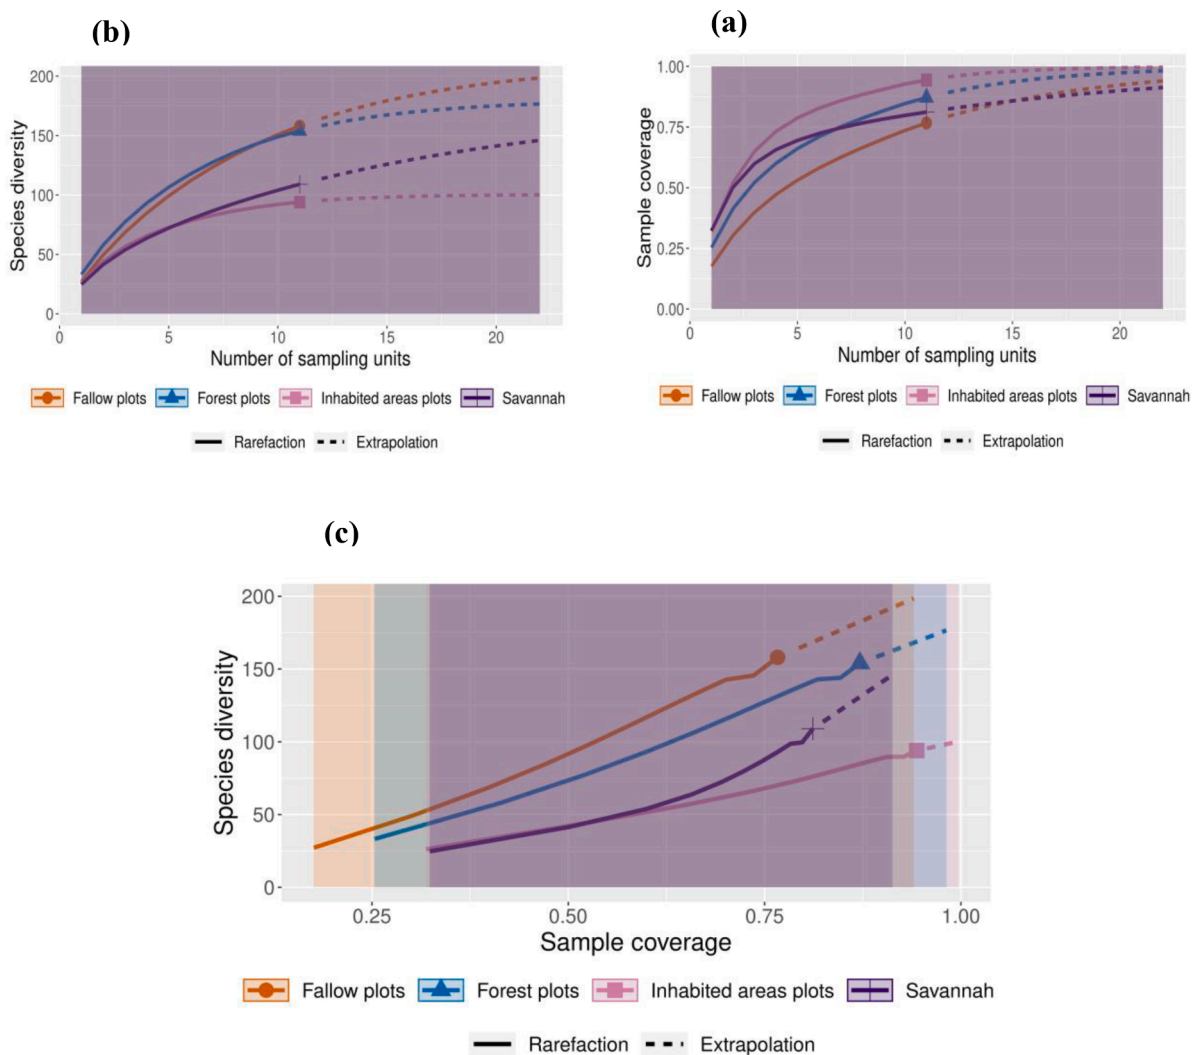 (b)
200
150
100
50
0
Species diversity
0 5 10 15 20
Number of sampling units
Fallow plots Forest plots Inhabited areas plots Savannah
Rarefaction Extrapolation
(a)
1.00
0.75
0.50
0.25
0.00
Sample coverage
0 5 10 15 20
Number of sampling units
Fallow plots Forest plots Inhabited areas plots Savannah
Rarefaction Extrapolation
(c)
200
150
100
50
0
Species diversity
0.25 0.50 0.75 1.00
Sample coverage
Fallow plots Forest plots Inhabited areas plots Savannah
Rarefaction Extrapolation